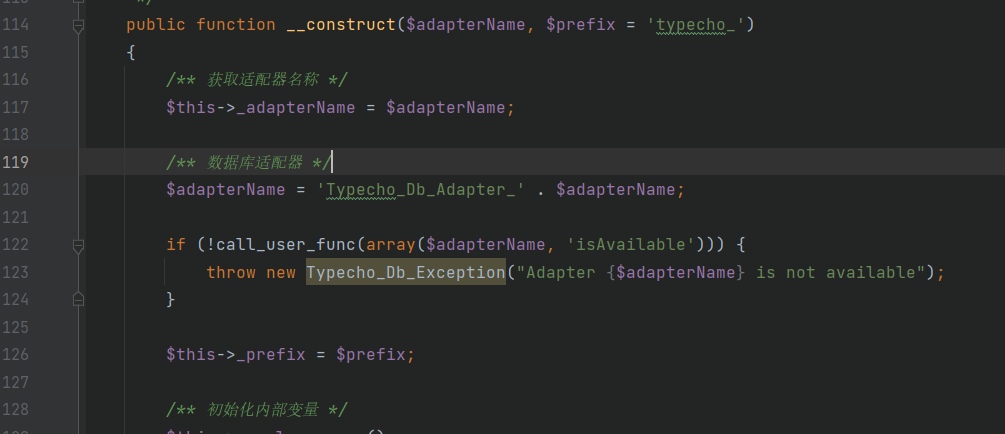 114 public function __construct($adapterName, $prefix = 'typecho_')
115 {
116 /** 获取适配器名称 */
117 $this->_adapterName = $adapterName;
118
119 /** 数据库适配器 */
120 $adapterName = 'Typecho_Db_Adapter_' . $adapterName;
121
122 if (!call_user_func(array($adapterName, 'isAvailable'))) {
123 throw new Typecho_Db_Exception("Adapter {$adapterName} is not available");
124 }
125
126 $this->_prefix = $prefix;
127
128 /** 初始化内部变量 */